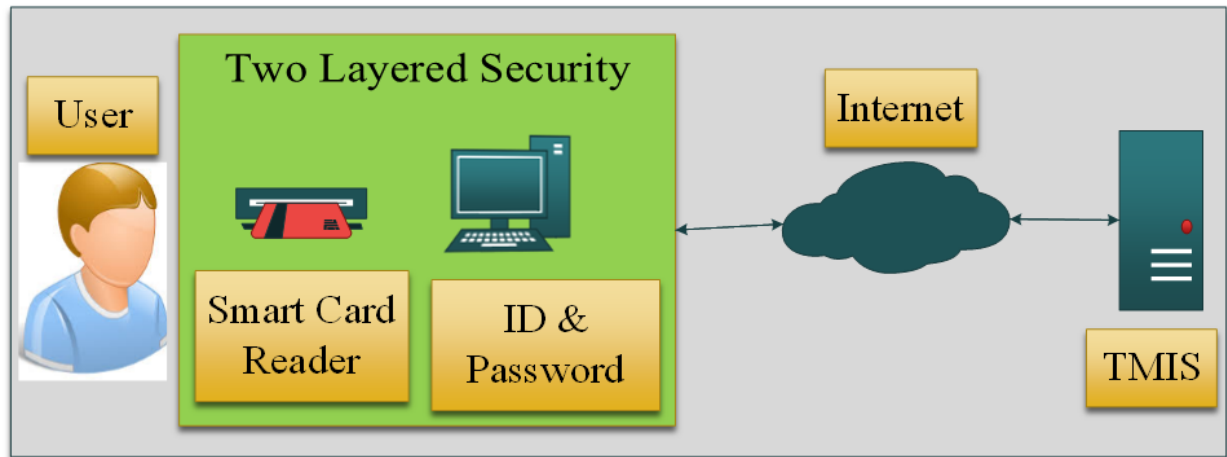 Two Layered Security
User
Internet
Smart Card
Reader
ID &
Password
TMIS